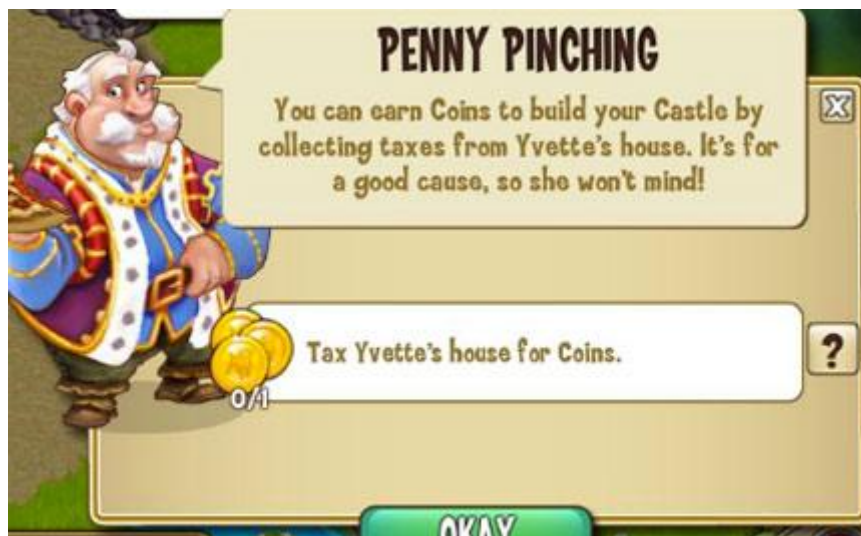 PENNY PINCHING
You can earn Coins to build your Castle by
collecting taxes from Yvette's house. It's for
a good cause, so she won't mind!
X
Tax Yvette's house for Coins.
?
0/1
OKAY